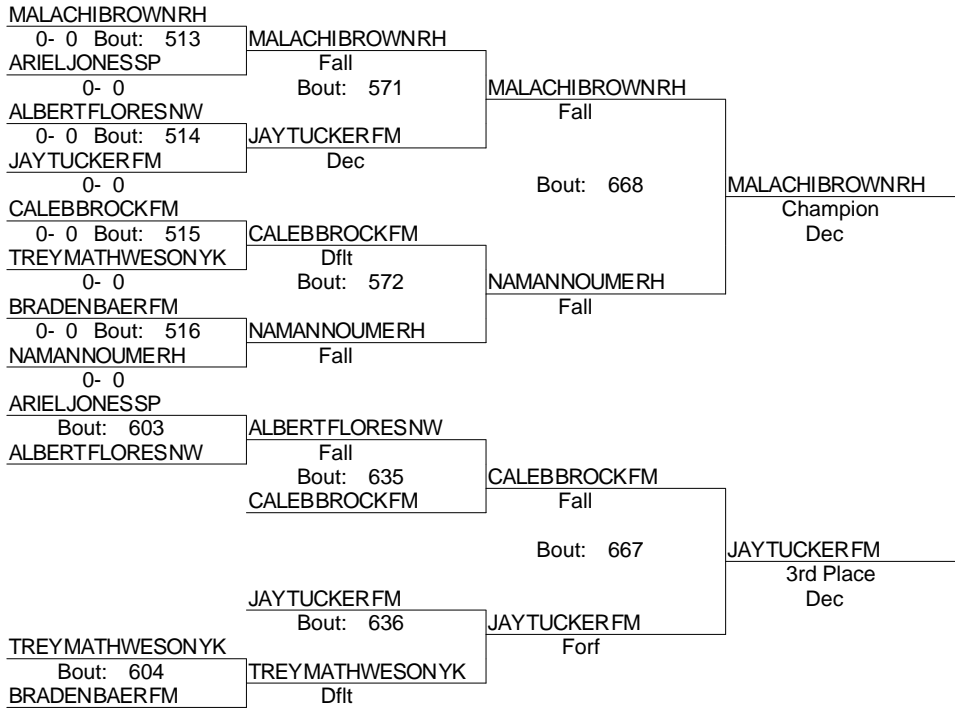 MALACHIBROWNRH
0- 0 Bout: 513 MALACHIBROWNRH
ARIELJONESSP Fall
0- 0 Bout: 571 MALACHIBROWNRH
ALBERTFLORESNW Fall
0- 0 Bout: 514 JAYTUCKERFM
JAYTUCKERFM Dec
0- 0 Bout: 668 MALACHIBROWNRH
CALEBBROCKFM Champion
0- 0 Bout: 515 CALEBBROCKFM Dec
TREYMATHWESONYK Dflt
0- 0 Bout: 572 NAMANNOUMERH
BRADENBAERFM Fall
0- 0 Bout: 516 NAMANNOUMERH
NAMANNOUMERH Fall
0- 0
ARIELJONESSP
Bout: 603 ALBERTFLORESNW
ALBERTFLORESNW Fall
Bout: 635 CALEBBROCKFM
CALEBBROCKFM Fall
Bout: 667 JAYTUCKERFM
3rd Place
JAYTUCKERFM Dec
Bout: 636 JAYTUCKERFM
TREYMATHWESONYK Forf
Bout: 604 TREYMATHWESONYK
BRADENBAERFM Dflt